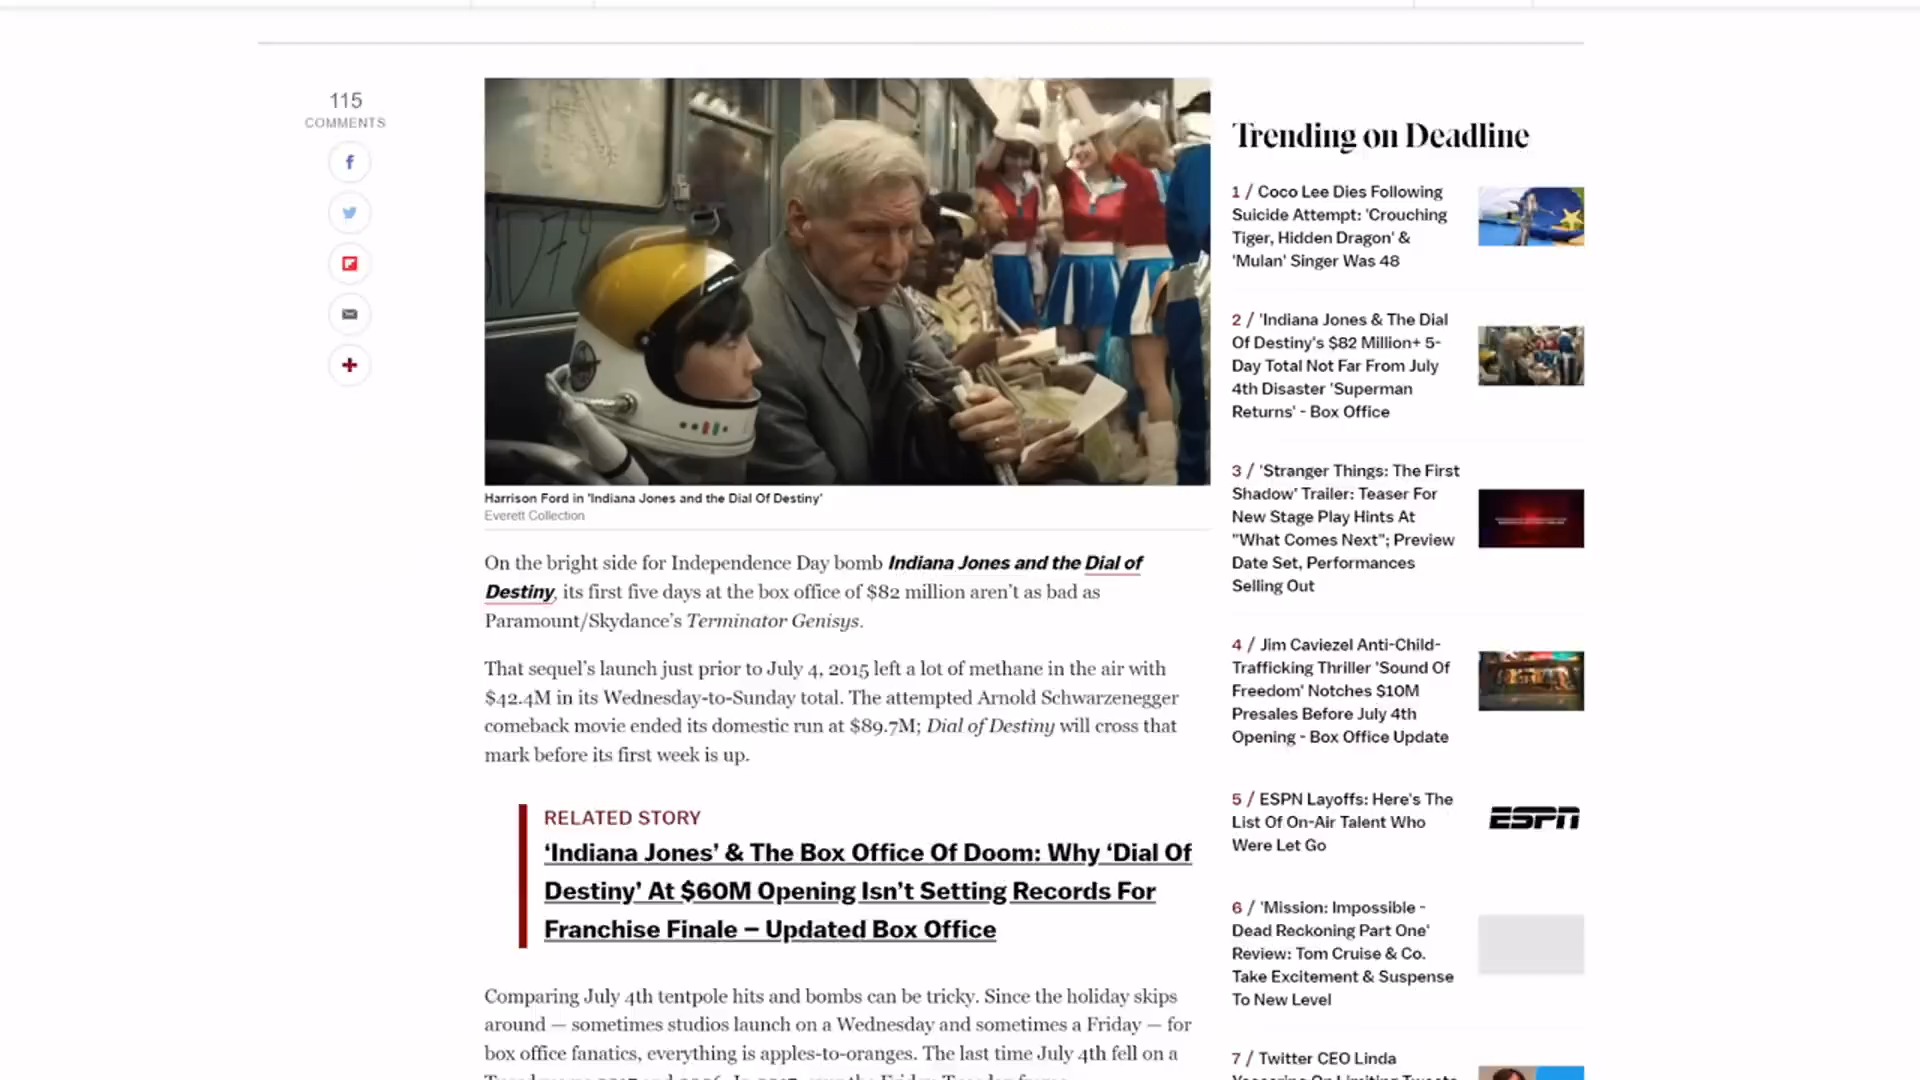 115
COMMENTS
Harrison Ford in 'Indiana Jones and the Dial Of Destiny'
Everett Collection
On the bright side for Independence Day bomb Indiana Jones and the Dial of
Destiny, its first five days at the box office of $82 million aren't as bad as
Paramount/Skydance's Terminator Genisys.
That sequel's launch just prior to July 4, 2015 left a lot of methane in the air with
$42.4M in its Wednesday-to-Sunday total. The attempted Arnold Schwarzenegger
comeback movie ended its domestic run at $89.7M; Dial of Destiny will cross that
mark before its first week is up.
RELATED STORY
'Indiana Jones' & The Box Office Of Doom: Why 'Dial Of
Destiny' At $60M Opening Isn't Setting Records For
Franchise Finale – Updated Box Office
Comparing July 4th tentpole hits and bombs can be tricky. Since the holiday skips
around — sometimes studios launch on a Wednesday and sometimes a Friday — for
box office fanatics, everything is apples-to-oranges. The last time July 4th fell on a
Trending on Deadline
1 / Coco Lee Dies Following
Suicide Attempt: 'Crouching
Tiger, Hidden Dragon' &
'Mulan' Singer Was 48
2 / 'Indiana Jones & The Dial
Of Destiny's $82 Million+ 5-
Day Total Not Far From July
4th Disaster 'Superman
Returns' - Box Office
3 / 'Stranger Things: The First
Shadow' Trailer: Teaser For
New Stage Play Hints At
"What Comes Next"; Preview
Date Set, Performances
Selling Out
4 / Jim Caviezel Anti-Child-
Trafficking Thriller 'Sound Of
Freedom' Notches $10M
Presales Before July 4th
Opening - Box Office Update
5 / ESPN Layoffs: Here's The
List Of On-Air Talent Who
Were Let Go
ESPN
6 / 'Mission: Impossible -
Dead Reckoning Part One'
Review: Tom Cruise & Co.
Take Excitement & Suspense
To New Level
7 / Twitter CEO Linda